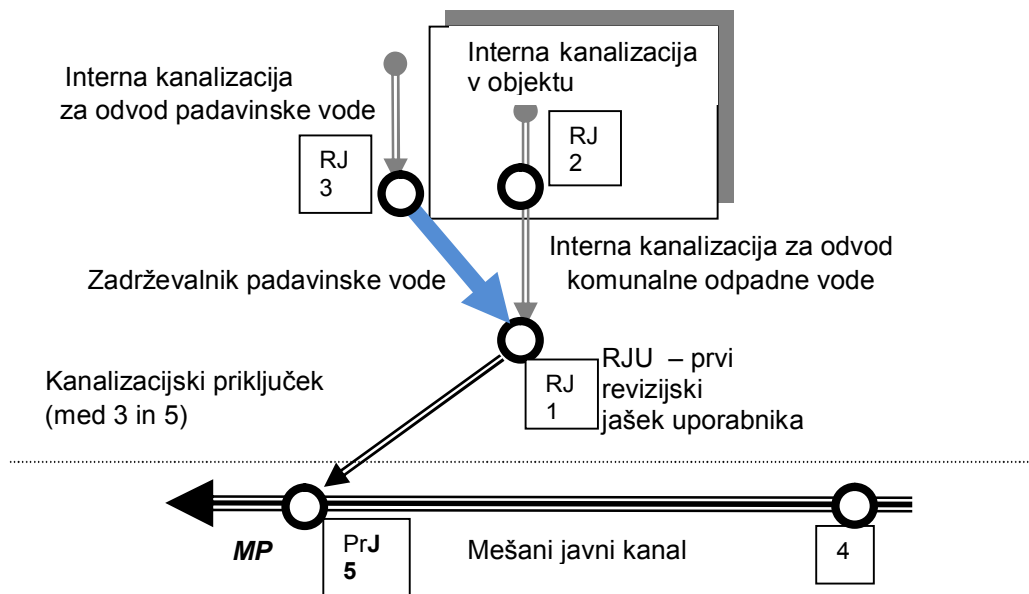 Interna kanalizacija
za odvod padavinske vode
Interna kanalizacija
v objektu
RJ
3
RJ
2
Interna kanalizacija za odvod
komunalne odpadne vode
Zadrževalnik padavinske vode
RJ
1
RJU – prvi
revizijski
jašek uporabnika
Kanalizacijski priključek
(med 3 in 5)
MP
PrJ
5
Mešani javni kanal
4